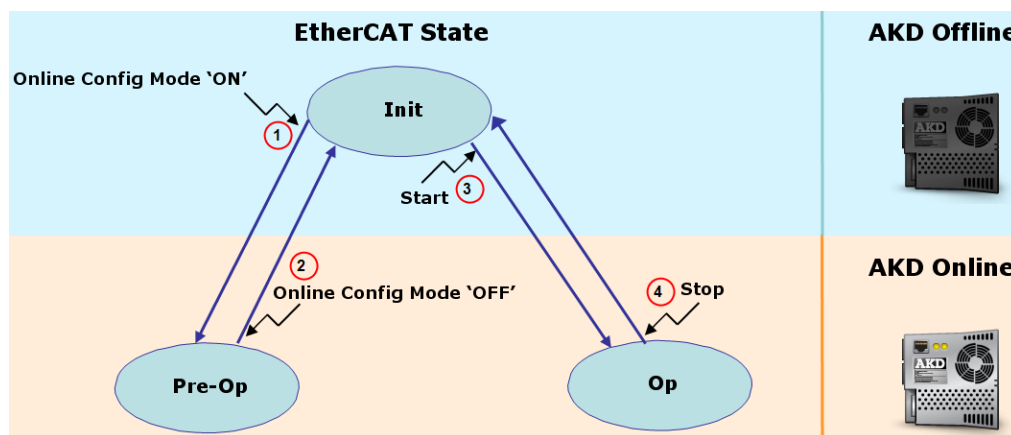 EtherCAT State
AKD Offline
Online Config Mode ‘ON’
Init
1
Start
3
AKD
2
Online Config Mode ‘OFF’
4
Stop
AKD Online
Pre-Op
Op
AKD